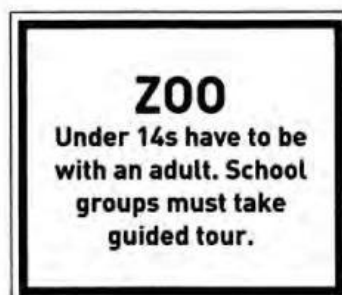 ZOO
Under 14s have to be
with an adult. School
groups must take
guided tour.